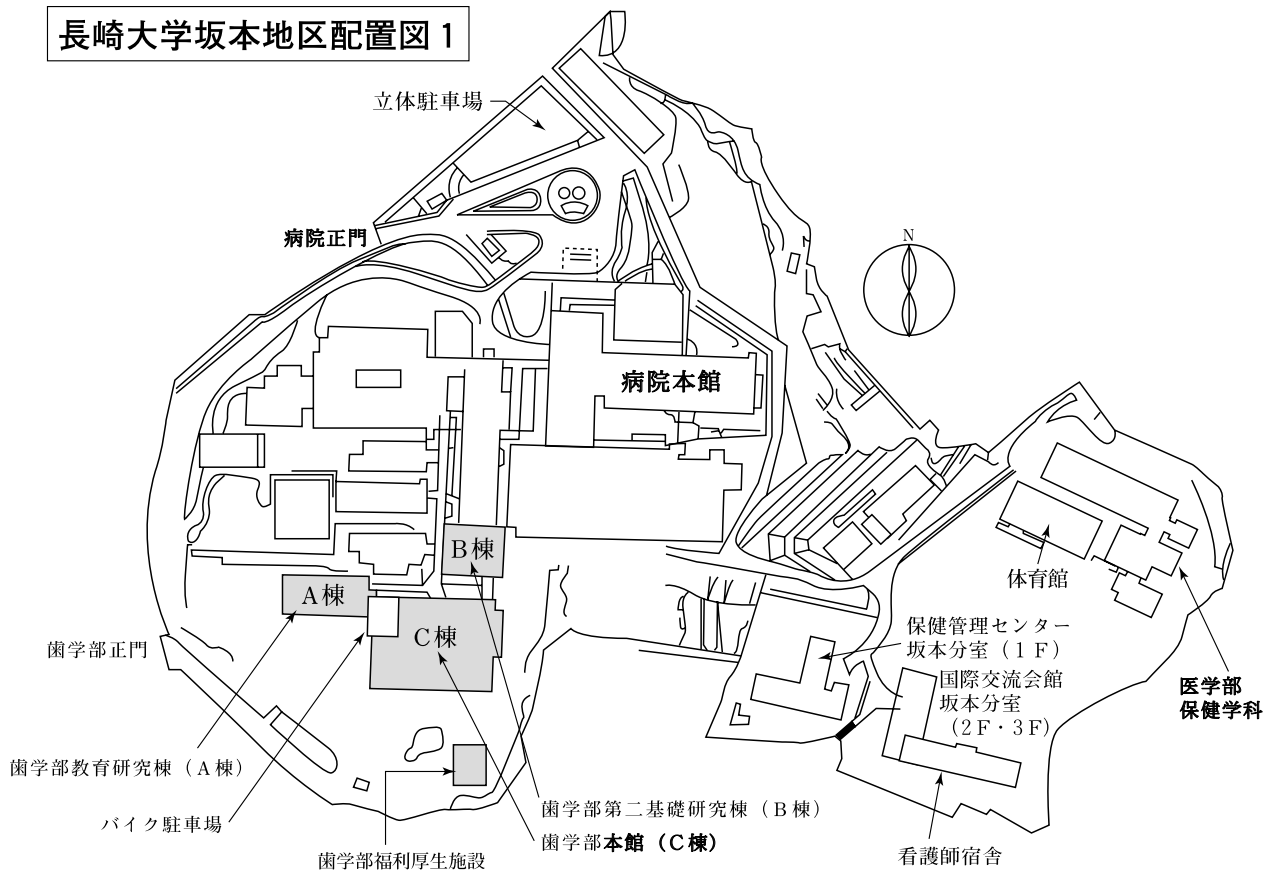 長崎大学坂本地区配置図１
立体駐車場
病院正門
N
病院本館
B棟
A棟
C棟
体育館
歯学部正門
保健管理センター
坂本分室（１Ｆ）
国際交流会館
坂本分室
（２Ｆ・３Ｆ）
医学部
保健学科
歯学部教育研究棟（Ａ棟）
バイク駐車場
歯学部第二基礎研究棟（Ｂ棟）
歯学部本館（Ｃ棟）
歯学部福利厚生施設
看護師宿舎